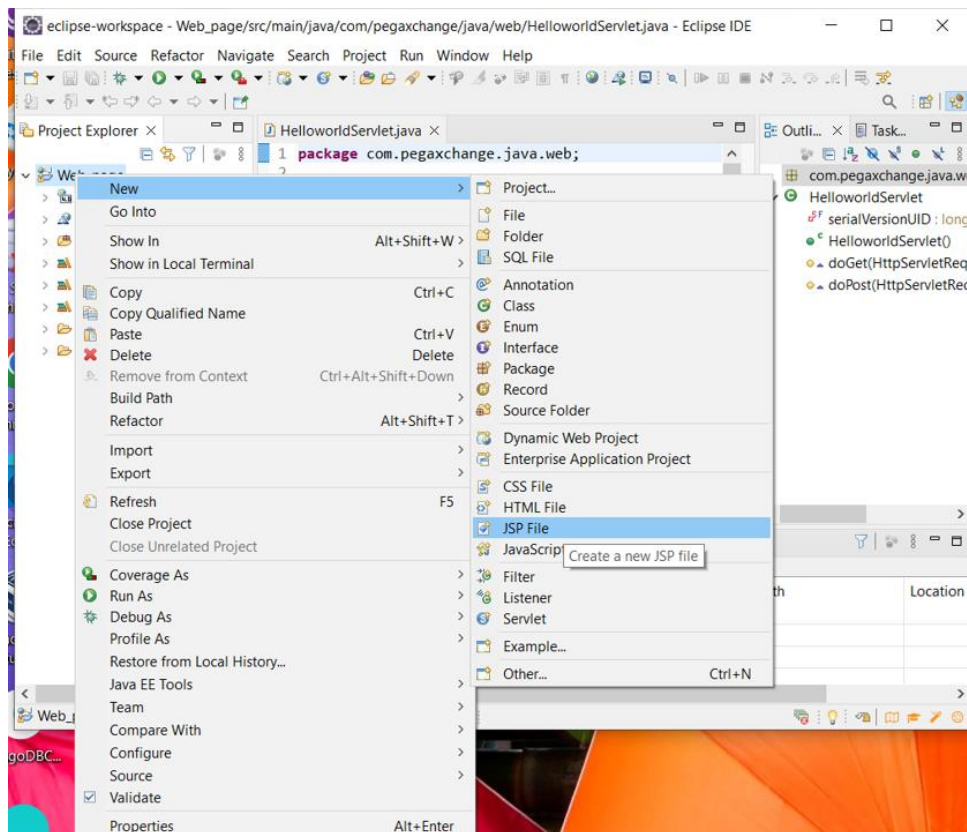 eclipse-workspace - Web_page/src/main/java/com/pegaxchange/java/web/HelloworldServlet.java - Eclipse IDE
File Edit Source Refactor Navigate Search Project Run Window Help
Project Explorer
HelloworldServlet.java
Outli...
Task...
1 package com.pegaxchange.java.web;
2
com.pegaxchange.java.w
HelloworldServlet
serialVersionUID : long
HelloworldServlet()
doGet(HttpServletReq
doPost(HttpServletRec
New
Go Into
Show In Alt+Shift+W
Show in Local Terminal
Copy Ctrl+C
Copy Qualified Name
Paste Ctrl+V
Delete Delete
Remove from Context Ctrl+Alt+Shift+Down
Build Path
Refactor Alt+Shift+T
Import
Export
Refresh F5
Close Project
Close Unrelated Project
Coverage As
Run As
Debug As
Profile As
Restore from Local History...
Java EE Tools
Team
Compare With
Configure
Source
Validate
Properties Alt+Enter
Project...
File
Folder
SQL File
Annotation
Class
Enum
Interface
Package
Record
Source Folder
Dynamic Web Project
Enterprise Application Project
CSS File
HTML File
JSP File
JavaScrip
Create a new JSP file
Filter
Listener
Servlet
Example...
Other... Ctrl+N
th
Location
Web_p
goDBC...